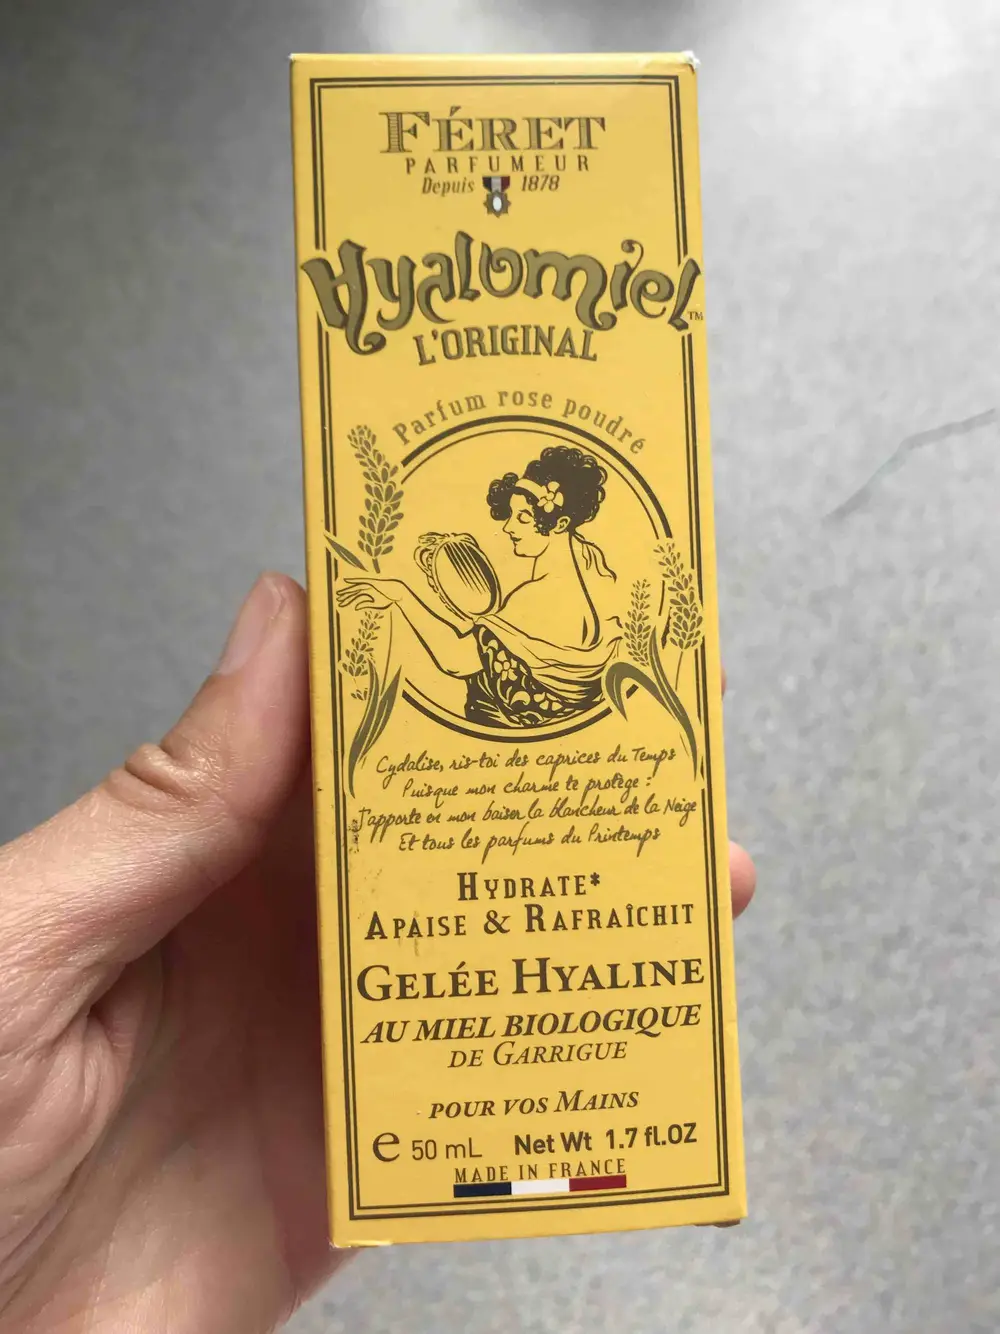 FÉRET
PARFUMEUR
Depuis 1878
Hyalomiel™
L'ORIGINAL
Parfum rose poudré
Cydalise, ris-toi des caprices du Temps
Puisque mon charme te protège :
J'apporte en mon baiser la blancheur de la Neige
Et tous les parfums du Printemps
HYDRATE*
APAISE & RAFRAÎCHIT
GELÉE HYALINE
AU MIEL BIOLOGIQUE
DE GARRIGUE
POUR VOS MAINS
e 50 mL Net Wt 1.7 fl.OZ
MADE IN FRANCE